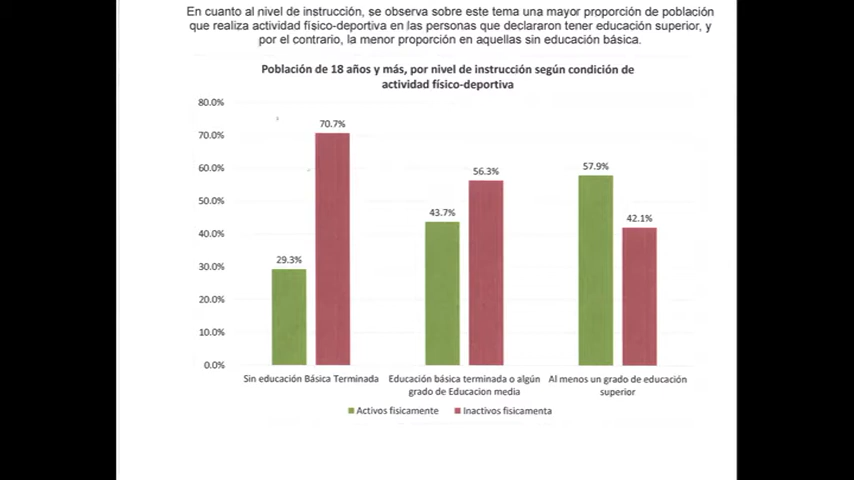 En cuanto al nivel de instrucción, se observa sobre este tema una mayor proporción de población
que realiza actividad físico-deportiva en las personas que declararon tener educación superior, y
por el contrario, la menor proporción en aquellas sin educación básica.
Población de 18 años y más, por nivel de instrucción según condición de
actividad físico-deportiva
80.0%
70.0%
60.0%
50.0%
40.0%
30.0%
20.0%
10.0%
0.0%
29.3%
70.7%
43.7%
56.3%
57.9%
42.1%
Sin educación Básica Terminada
Educación básica terminada o algún
grado de Educacion media
Al menos un grado de educación
superior
Activos fisicamente
Inactivos fisicamenta